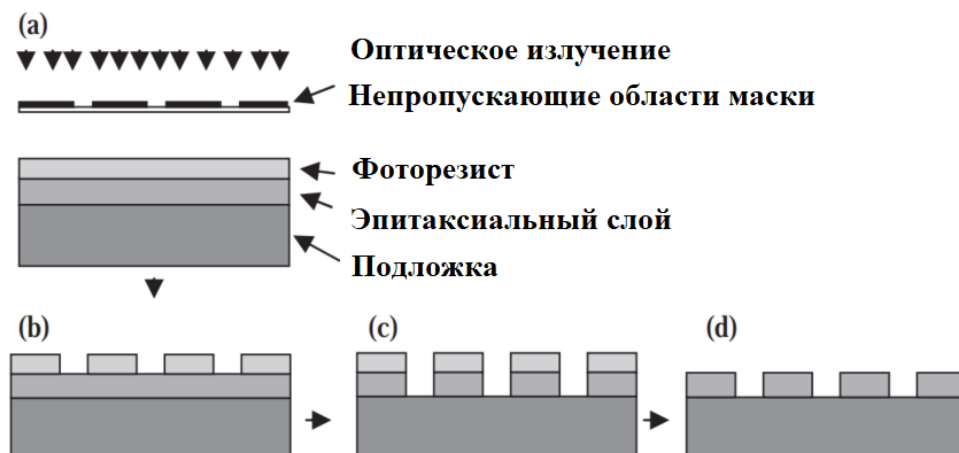 (a)
Оптическое излучение
Непропускающие области маски
Фоторезист
Эпитаксиальный слой
Подложка
(b)
(c)
(d)